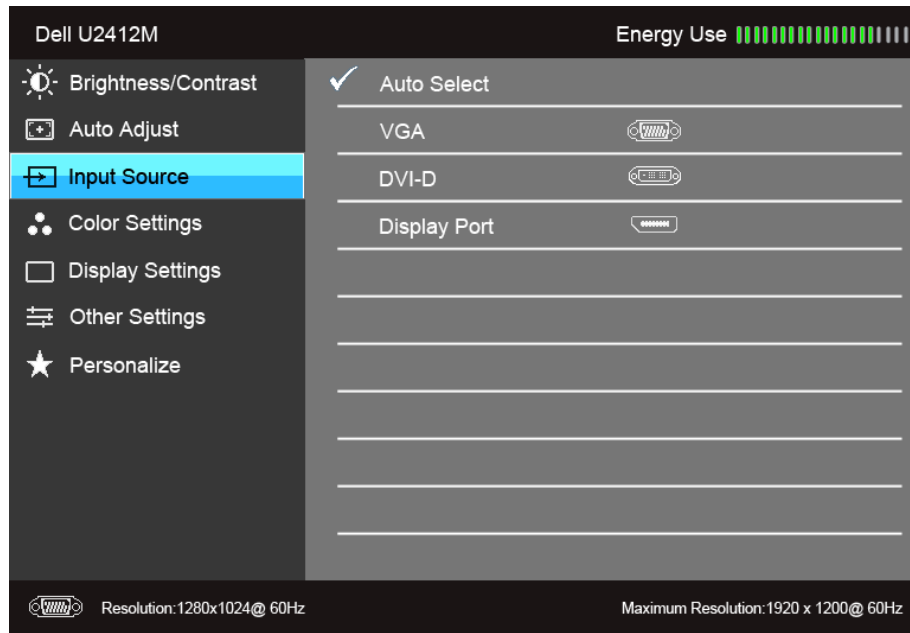 Dell U2412M Energy Use
Brightness/Contrast Auto Select
Auto Adjust VGA
Input Source DVI-D
Color Settings Display Port
Display Settings
Other Settings
Personalize
Resolution:1280x1024@ 60Hz Maximum Resolution:1920 x 1200@ 60Hz